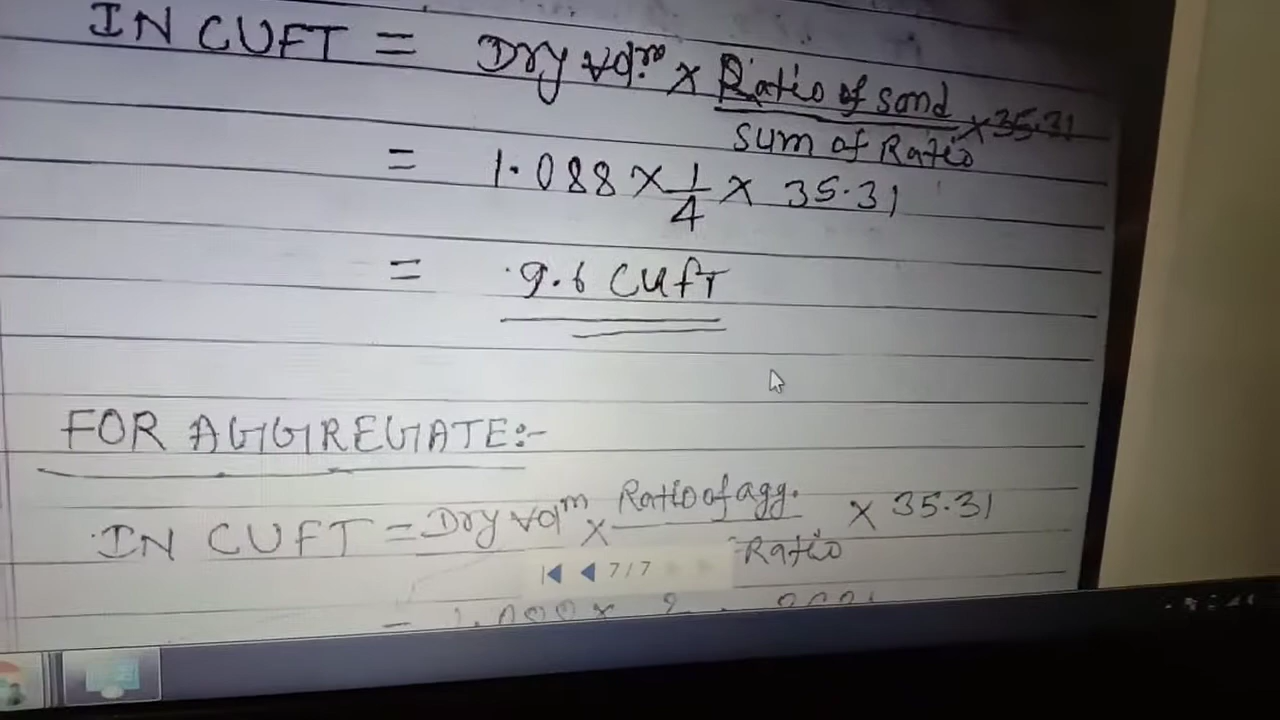 IN CUFT = Dry Volm × Ratio of sand / Sum of Ratio × 35.31
= 1.088 × 1/4 × 35.31
= 9.6 CUFT
FOR AGGREGATE:-
IN CUFT = Dry Volm × Ratio of agg. / Ratio × 35.31
7/7